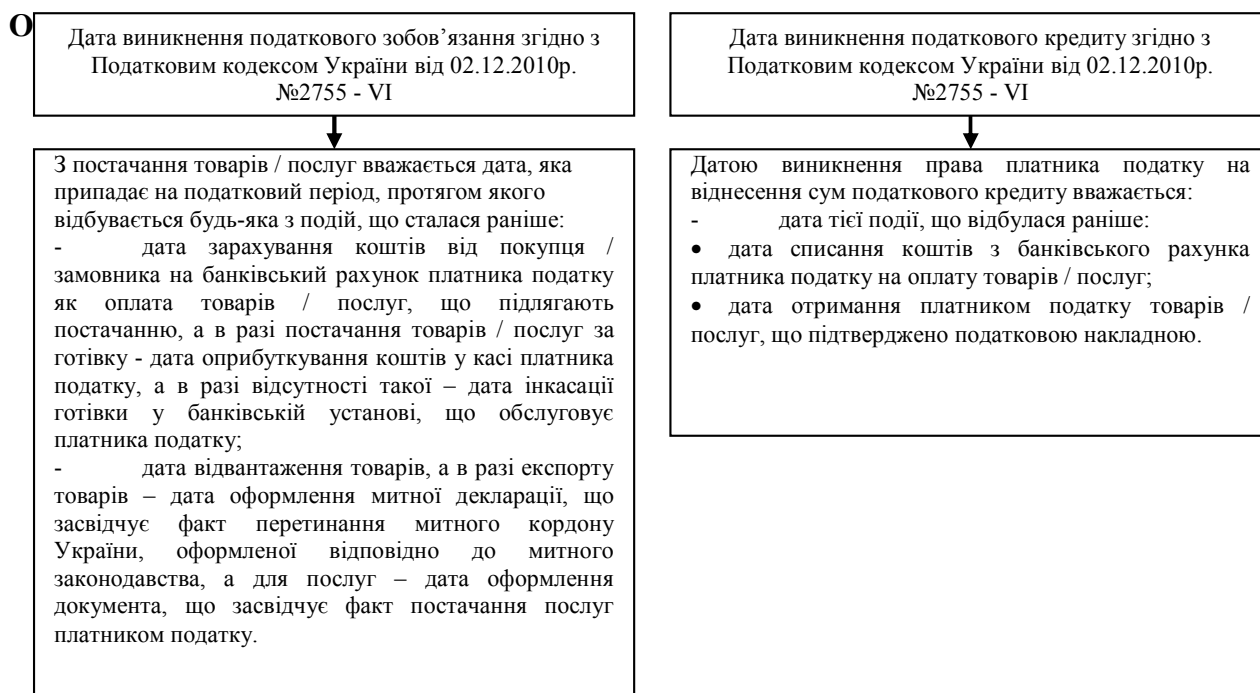 О
Дата виникнення податкового зобов’язання згідно з
Податковим кодексом України від 02.12.2010р.
№2755 - VI
З постачання товарів / послуг вважається дата, яка
припадає на податковий період, протягом якого
відбувається будь-яка з подій, що сталася раніше:
- дата зарахування коштів від покупця /
замовника на банківський рахунок платника податку
як оплата товарів / послуг, що підлягають
постачанню, а в разі постачання товарів / послуг за
готівку - дата оприбуткування коштів у касі платника
податку, а в разі відсутності такої – дата інкасації
готівки у банківській установі, що обслуговує
платника податку;
- дата відвантаження товарів, а в разі експорту
товарів – дата оформлення митної декларації, що
засвідчує факт перетинання митного кордону
України, оформленої відповідно до митного
законодавства, а для послуг – дата оформлення
документа, що засвідчує факт постачання послуг
платником податку.
Дата виникнення податкового кредиту згідно з
Податковим кодексом України від 02.12.2010р.
№2755 - VI
Датою виникнення права платника податку на
віднесення сум податкового кредиту вважається:
- дата тієї події, що відбулася раніше:
• дата списання коштів з банківського рахунка
платника податку на оплату товарів / послуг;
• дата отримання платником податку товарів /
послуг, що підтверджено податковою накладною.